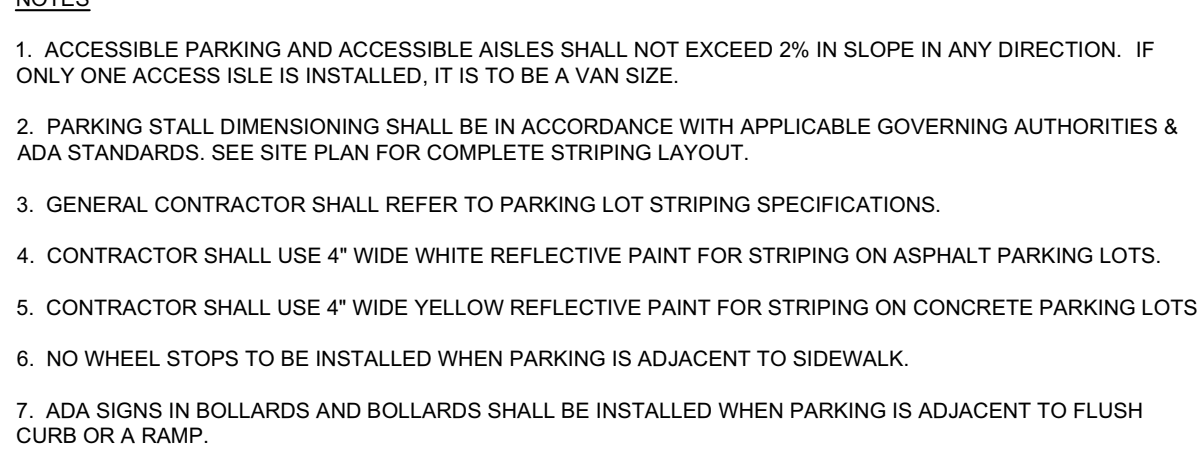 NOTES
1. ACCESSIBLE PARKING AND ACCESSIBLE AISLES SHALL NOT EXCEED 2% IN SLOPE IN ANY DIRECTION. IF
ONLY ONE ACCESS ISLE IS INSTALLED, IT IS TO BE A VAN SIZE.
2. PARKING STALL DIMENSIONING SHALL BE IN ACCORDANCE WITH APPLICABLE GOVERNING AUTHORITIES &
ADA STANDARDS. SEE SITE PLAN FOR COMPLETE STRIPING LAYOUT.
3. GENERAL CONTRACTOR SHALL REFER TO PARKING LOT STRIPING SPECIFICATIONS.
4. CONTRACTOR SHALL USE 4" WIDE WHITE REFLECTIVE PAINT FOR STRIPING ON ASPHALT PARKING LOTS.
5. CONTRACTOR SHALL USE 4" WIDE YELLOW REFLECTIVE PAINT FOR STRIPING ON CONCRETE PARKING LOTS
6. NO WHEEL STOPS TO BE INSTALLED WHEN PARKING IS ADJACENT TO SIDEWALK.
7. ADA SIGNS IN BOLLARDS AND BOLLARDS SHALL BE INSTALLED WHEN PARKING IS ADJACENT TO FLUSH
CURB OR A RAMP.